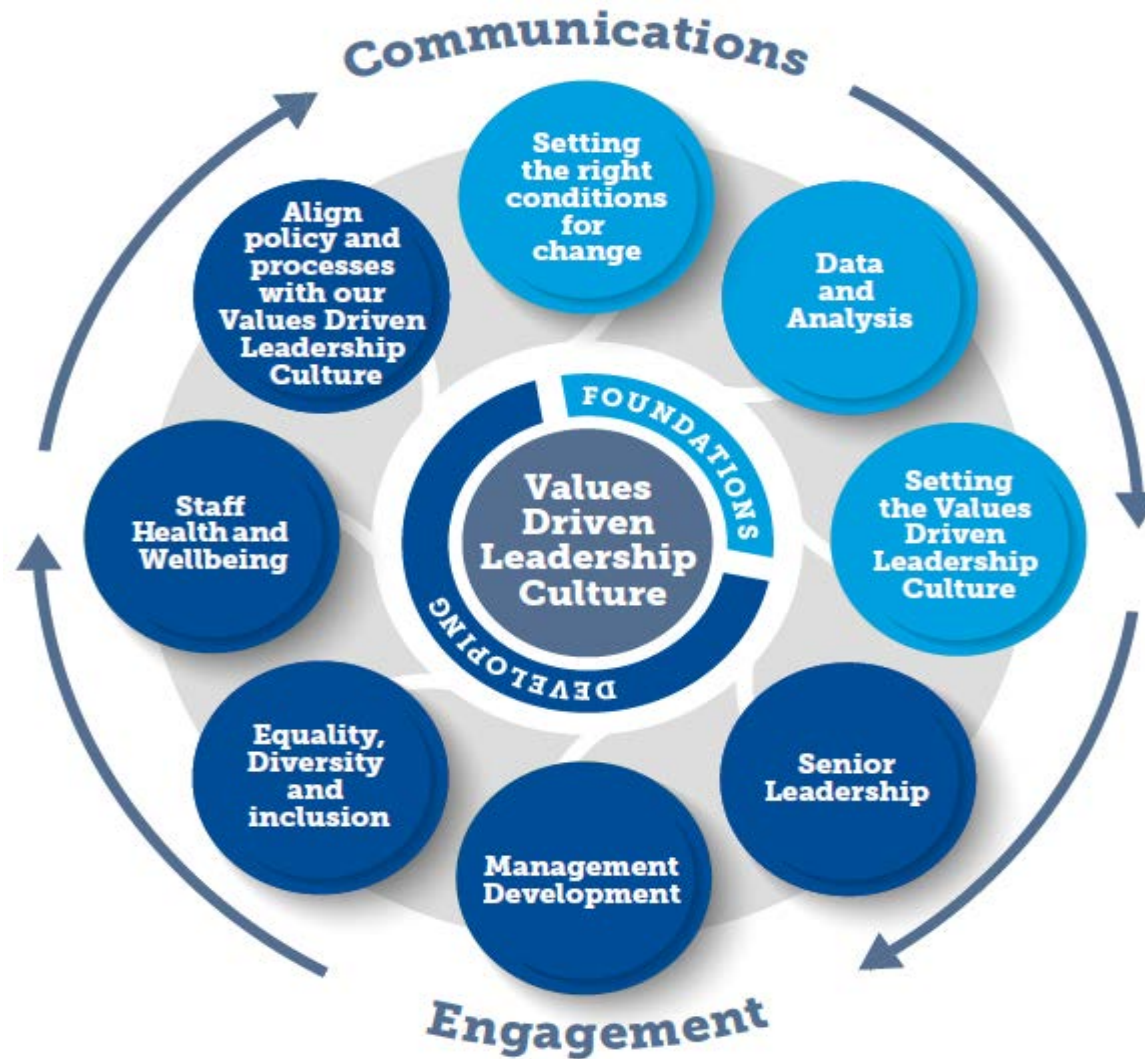 Communications
Setting
the right
conditions
for
change
Data
and
Analysis
Setting
the Values
Driven
Leadership
Culture
Senior
Leadership
Management
Development
Equality,
Diversity
and
inclusion
Staff
Health and
Wellbeing
Align
policy and
processes
with our
Values Driven
Leadership
Culture
FOUNDATIONS
DEVELOPING
Values
Driven
Leadership
Culture
Engagement